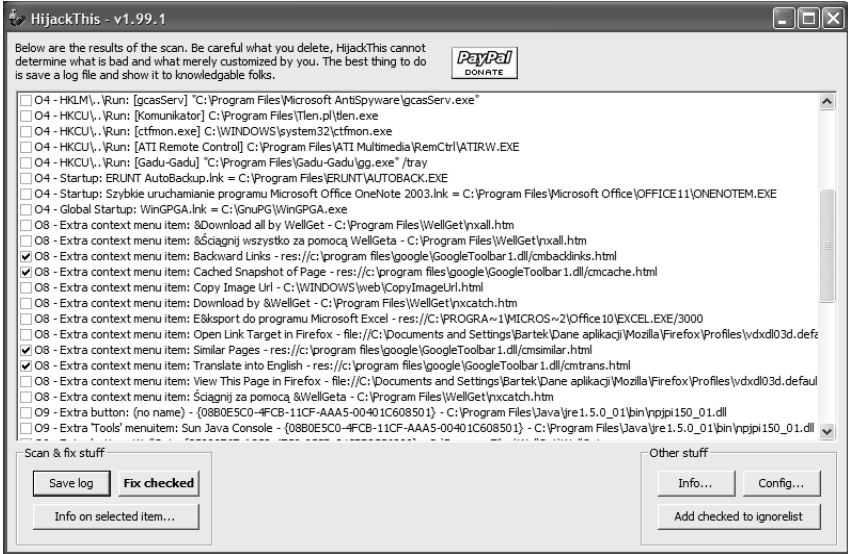 HijackThis - v1.99.1
Below are the results of the scan. Be careful what you delete, HijackThis cannot
determine what is bad and what merely customized by you. The best thing to do
is save a log file and show it to knowledgable folks.
PayPal
DONATE
O4 - HKLM\..\Run: [gcasServ] "C:\Program Files\Microsoft AntiSpyware\gcasServ.exe"
O4 - HKCU\..\Run: [Komunikator] C:\Program Files\Tlen.pl\tlen.exe
O4 - HKCU\..\Run: [ctfmon.exe] C:\WINDOWS\system32\ctfmon.exe
O4 - HKCU\..\Run: [ATI Remote Control] C:\Program Files\ATI Multimedia\RemCtrl\ATIRW.EXE
O4 - HKCU\..\Run: [Gadu-Gadu] "C:\Program Files\Gadu-Gadu\gg.exe" /tray
O4 - Startup: ERUNT AutoBackup.lnk = C:\Program Files\ERUNT\AUTOBACK.EXE
O4 - Startup: Szybkie uruchamianie programu Microsoft Office OneNote 2003.lnk = C:\Program Files\Microsoft Office\OFFICE11\ONENOTEM.EXE
O4 - Global Startup: WinGPGA.lnk = C:\GnuPG\WinGPGA.exe
O8 - Extra context menu item: &Download all by WellGet - C:\Program Files\WellGet\nxall.htm
O8 - Extra context menu item: &Ściągnij wszystko za pomocą WellGeta - C:\Program Files\WellGet\nxall.htm
O8 - Extra context menu item: Backward Links - res://c:\program files\google\GoogleToolbar1.dll/cmbacklinks.html
O8 - Extra context menu item: Cached Snapshot of Page - res://c:\program files\google\GoogleToolbar1.dll/cmcache.html
O8 - Extra context menu item: Copy Image Url - C:\WINDOWS\web\CopyImageUrl.html
O8 - Extra context menu item: Download by &WellGet - C:\Program Files\WellGet\nxcatch.htm
O8 - Extra context menu item: E&ksport do programu Microsoft Excel - res://C:\PROGRA~1\MICROS~2\Office10\EXCEL.EXE/3000
O8 - Extra context menu item: Open Link Target in Firefox - file://C:\Documents and Settings\Bartek\Dane aplikacji\Mozilla\Firefox\Profiles\vdxdl03d.defa
O8 - Extra context menu item: Similar Pages - res://c:\program files\google\GoogleToolbar1.dll/cmsimilar.html
O8 - Extra context menu item: Translate into English - res://c:\program files\google\GoogleToolbar1.dll/cmtrans.html
O8 - Extra context menu item: View This Page in Firefox - file://C:\Documents and Settings\Bartek\Dane aplikacji\Mozilla\Firefox\Profiles\vdxdl03d.defaul
O8 - Extra context menu item: Ściągnij za pomocą &WellGeta - C:\Program Files\WellGet\nxcatch.htm
O9 - Extra button: (no name) - {08B0E5C0-4FCB-11CF-AAA5-00401C608501} - C:\Program Files\Java\jre1.5.0_01\bin\npjpi150_01.dll
O9 - Extra 'Tools' menuitem: Sun Java Console - {08B0E5C0-4FCB-11CF-AAA5-00401C608501} - C:\Program Files\Java\jre1.5.0_01\bin\npjpi150_01.dll
Scan & fix stuff
Other stuff
Save log
Fix checked
Info...
Config...
Info on selected item...
Add checked to ignorelist